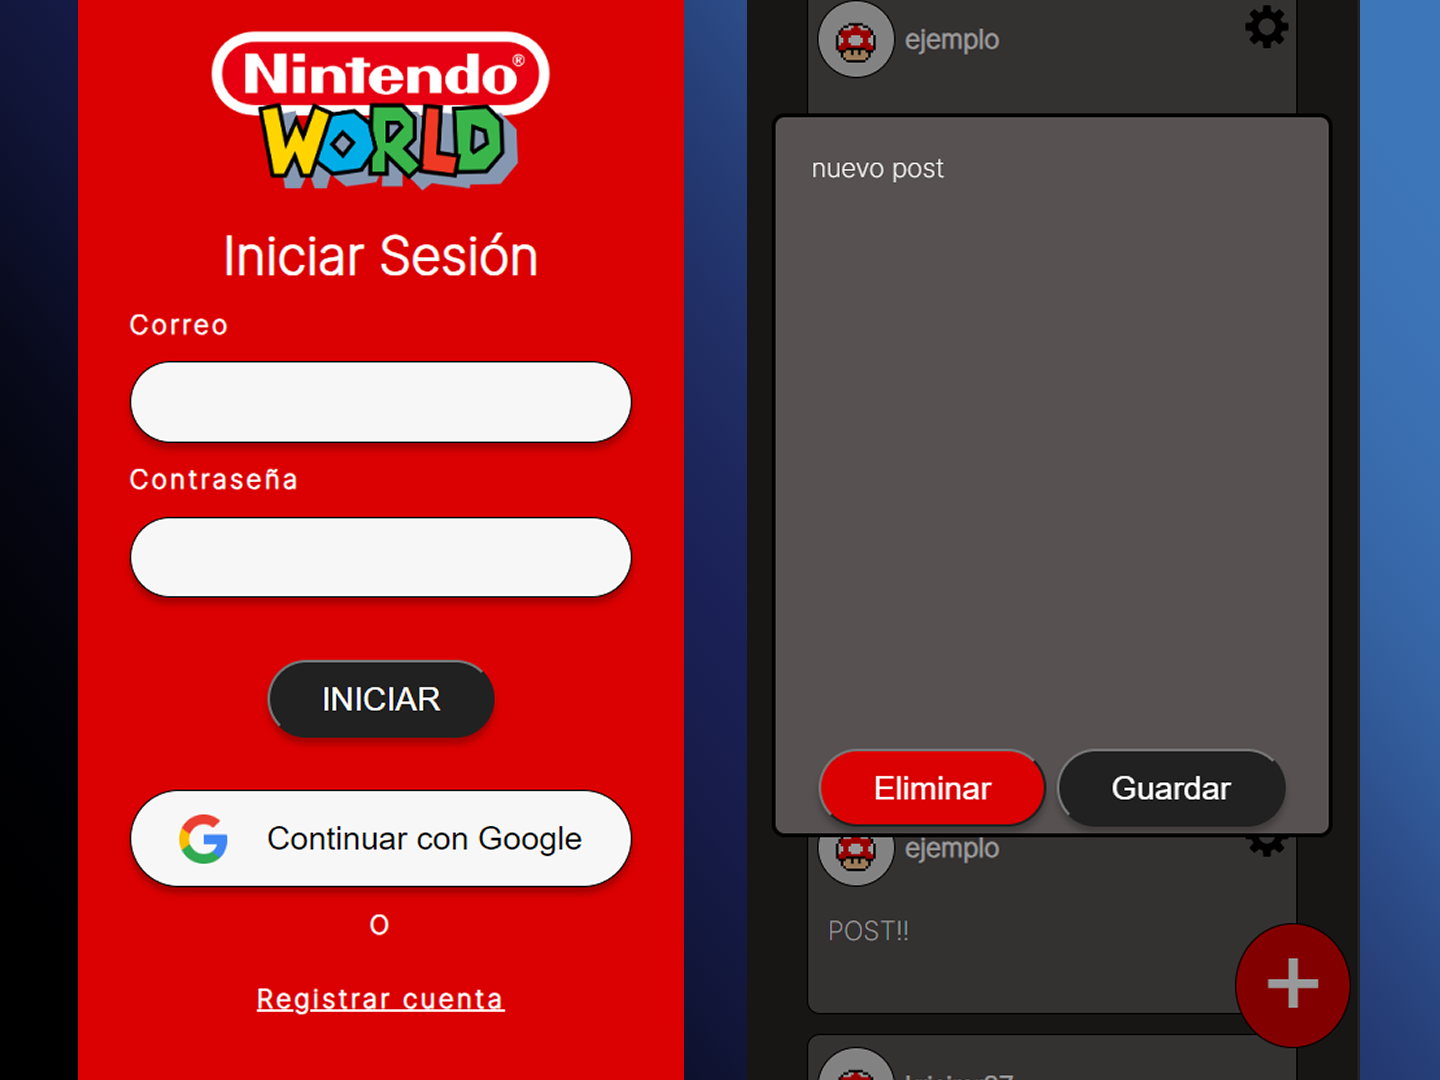 Nintendo®
WORLD
Iniciar Sesión
Correo
Contraseña
INICIAR
Continuar con Google
O
Registrar cuenta
ejemplo
nuevo post
Eliminar
Guardar
ejemplo
POST!!